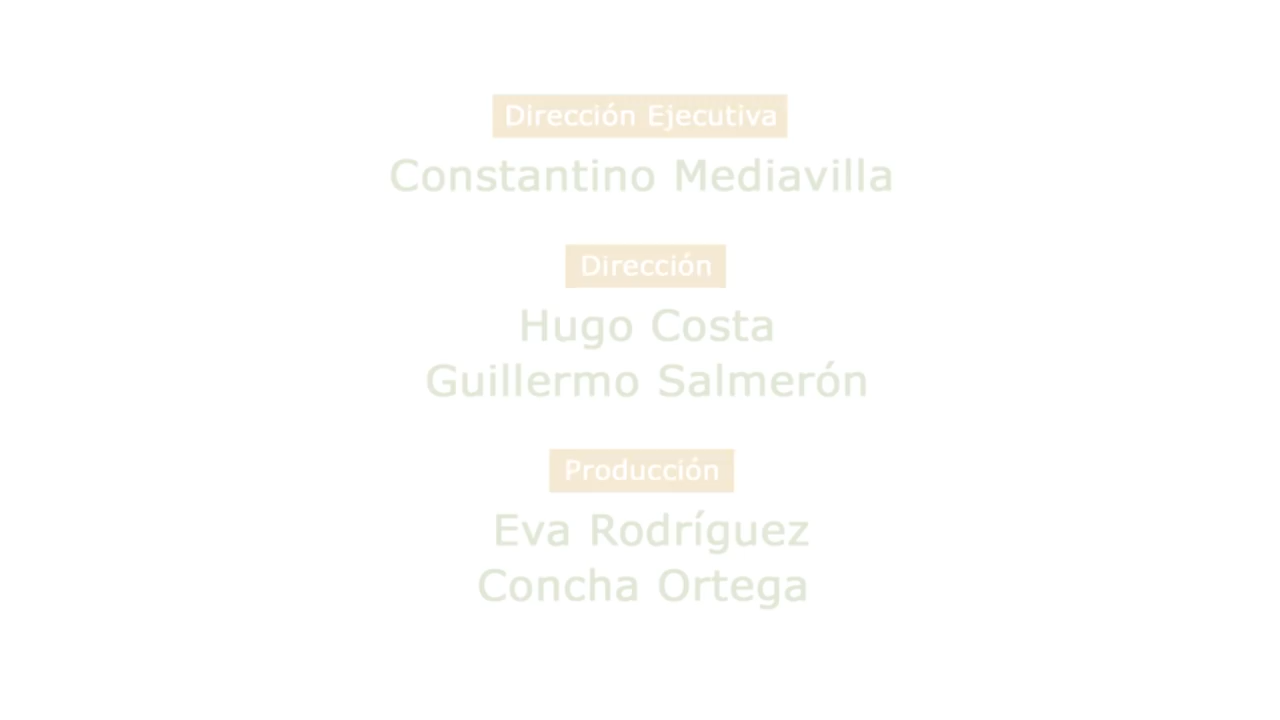 Dirección Ejecutiva
Constantino Mediavilla
Dirección
Hugo Costa
Guillermo Salmerón
Producción
Eva Rodríguez
Concha Ortega